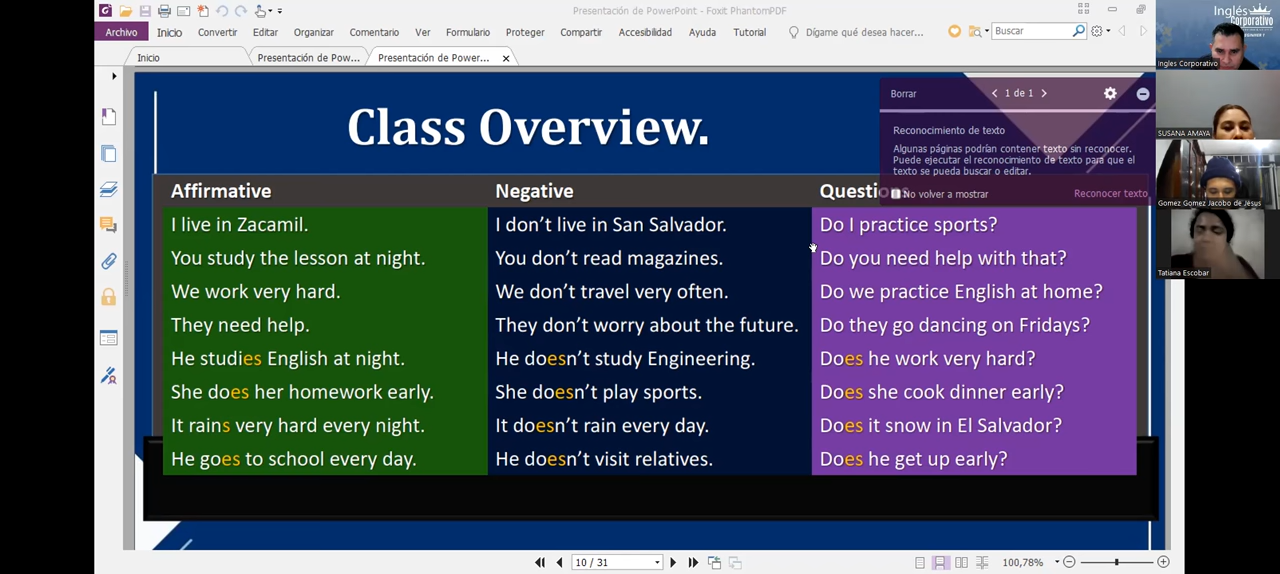 Presentación de PowerPoint - Foxit PhantomPDF
Archivo Inicio Convertir Editar Organizar Comentario Ver Formulario Proteger Compartir Accesibilidad Ayuda Tutorial Dígame qué desea hacer... Buscar
Inicio Presentación de Pow... Presentación de Power...
Class Overview.
Borrar 1 de 1
Reconocimiento de texto
Algunas páginas podrían contener texto sin reconocer.
Puede ejecutar el reconocimiento de texto para que el
texto se pueda buscar o editar.
No volver a mostrar Reconocer texto
Affirmative Negative
I live in Zacamil. I don't live in San Salvador. Do I practice sports?
You study the lesson at night. You don't read magazines. Do you need help with that?
We work very hard. We don't travel very often. Do we practice English at home?
They need help. They don't worry about the future. Do they go dancing on Fridays?
He studies English at night. He doesn't study Engineering. Does he work very hard?
She does her homework early. She doesn't play sports. Does she cook dinner early?
It rains very hard every night. It doesn't rain every day. Does it snow in El Salvador?
He goes to school every day. He doesn't visit relatives. Does he get up early?
10 / 31 100,78%
Inglés
Corporativo
Ingles Corporativo
SUSANA AMAYA
Gomez Gomez Jacobo de Jesus
Tatiana Escobar